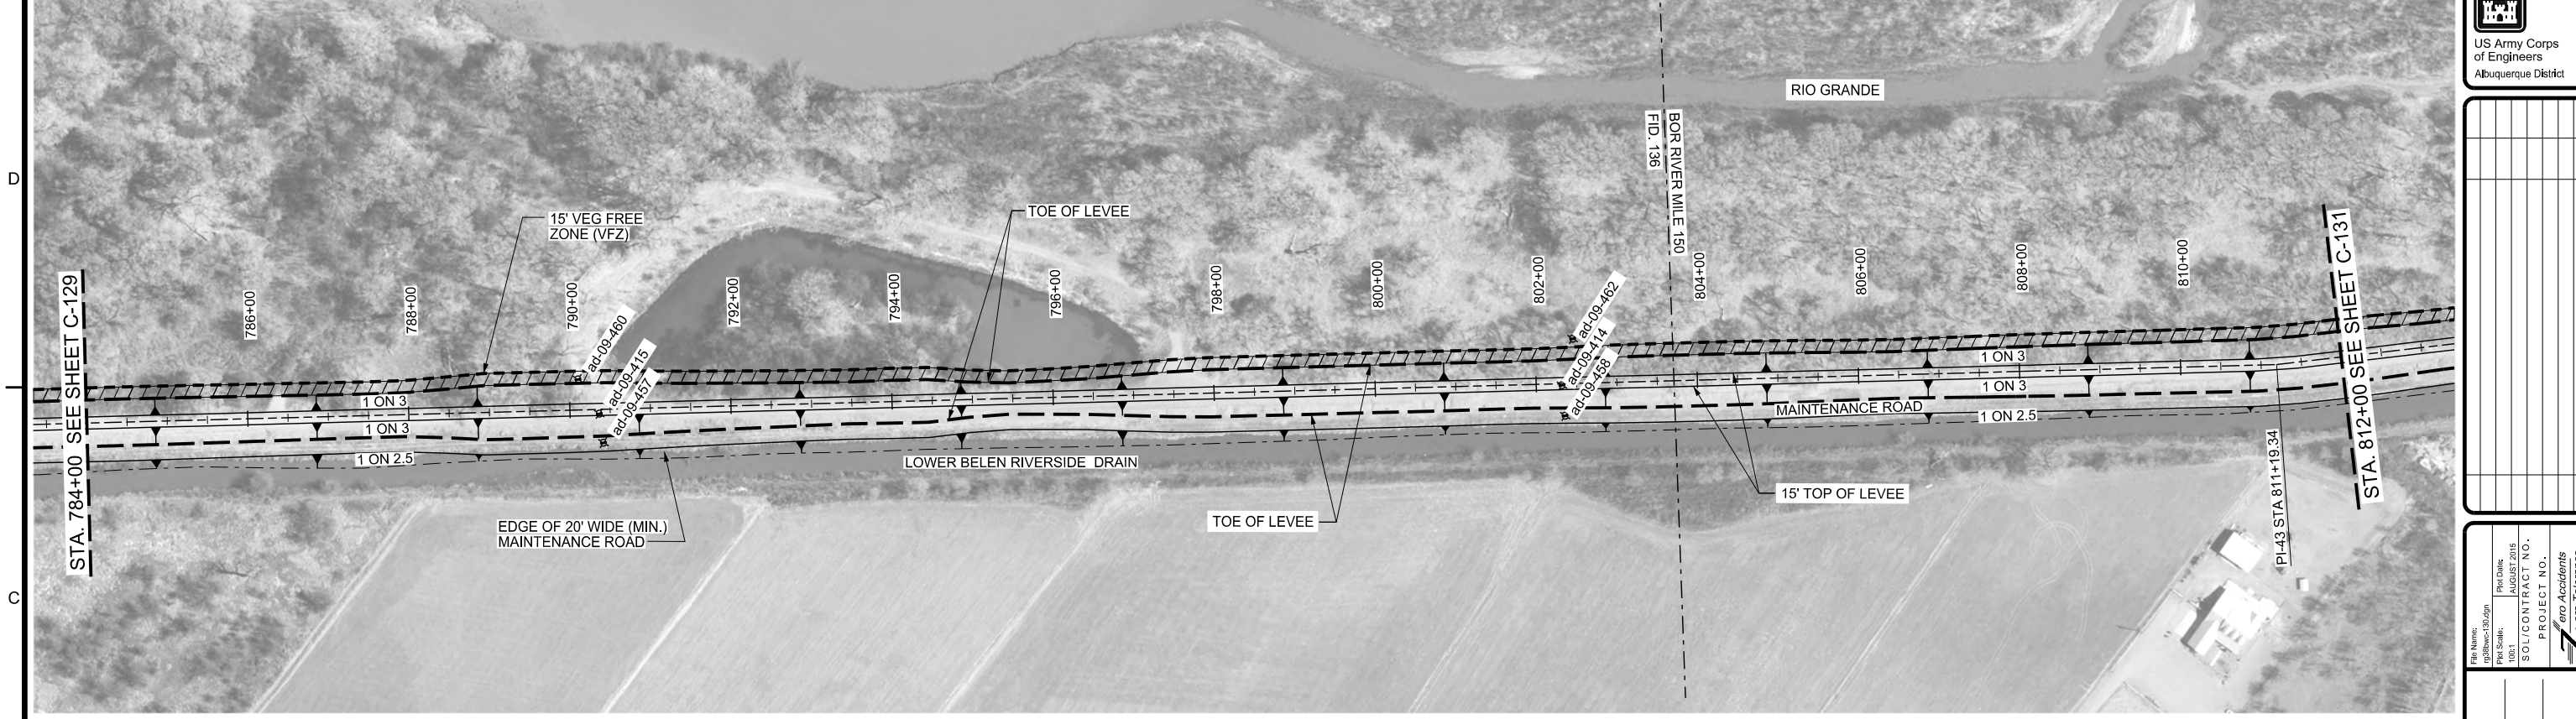 US Army Corps
of Engineers
Albuquerque District
RIO GRANDE
BOR RIVER MILE 150
FID. 136
D
15' VEG FREE
ZONE (VFZ)
TOE OF LEVEE
STA. 784+00 SEE SHEET C-129
786+00
788+00
790+00
792+00
794+00
796+00
798+00
800+00
802+00
804+00
806+00
808+00
810+00
STA. 812+00 SEE SHEET C-131
ad-09-460
ad-09-415
ad-09-457
ad-09-462
ad-09-414
ad-09-458
1 ON 3
1 ON 3
1 ON 2.5
1 ON 3
1 ON 3
MAINTENANCE ROAD
1 ON 2.5
LOWER BELEN RIVERSIDE DRAIN
15' TOP OF LEVEE
EDGE OF 20' WIDE (MIN.)
MAINTENANCE ROAD
TOE OF LEVEE
PI-43 STA 811+19.34
C
File Name:
rg38bwc-130.dgn
Plot Scale:
100:1
Plot Date:
AUGUST 2015
SOL/CONTRACT NO.
PROJECT NO.
Zero Accidents